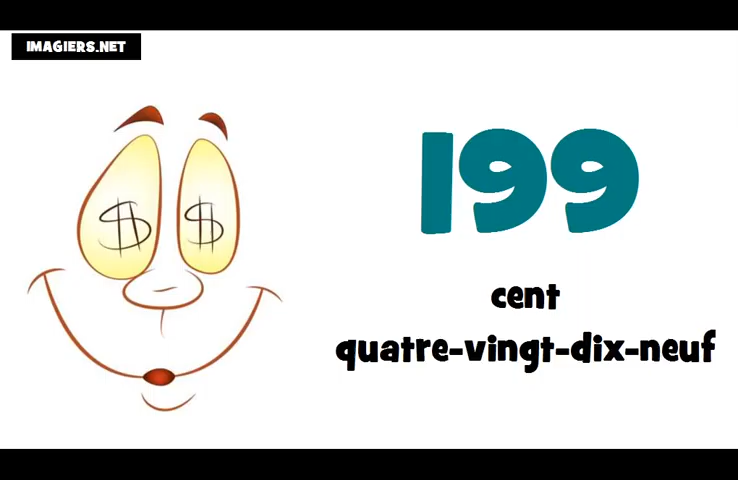 IMAGIERS.NET
199
cent
quatre-vingt-dix-neuf
$ $